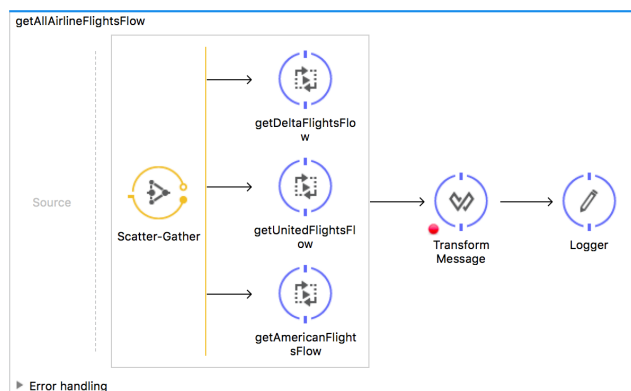 getAllAirlineFlightsFlow
getDeltaFlightsFlo
w
Source
Scatter-Gather
getUnitedFlightsFl
ow
Transform
Message
Logger
getAmericanFlight
sFlow
Error handling